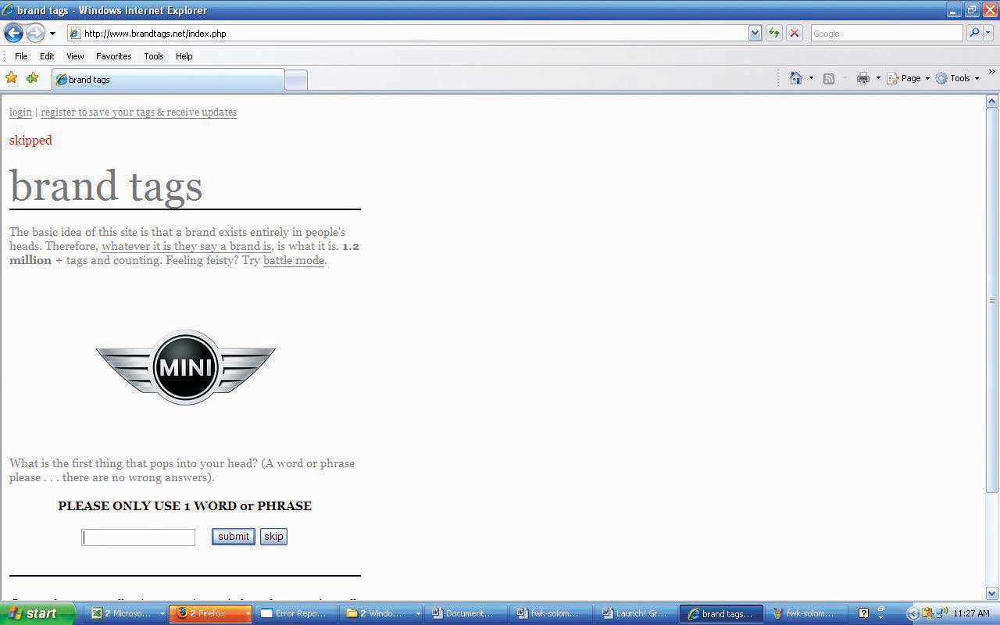 brand tags - Windows Internet Explorer
http://www.brandtags.net/index.php
Google
File Edit View Favorites Tools Help
brand tags
Page Tools
login | register to save your tags & receive updates
skipped
brand tags
The basic idea of this site is that a brand exists entirely in people's
heads. Therefore, whatever it is they say a brand is, is what it is. 1.2
million + tags and counting. Feeling feisty? Try battle mode.
MINI
What is the first thing that pops into your head? (A word or phrase
please . . . there are no wrong answers).
PLEASE ONLY USE 1 WORD or PHRASE
submit skip
start 2 Microso... 2 Firefox Error Repo... 2 Window... Document... fwk-solom... Launch! Gr... brand tags... fwk-solom... 11:27 AM